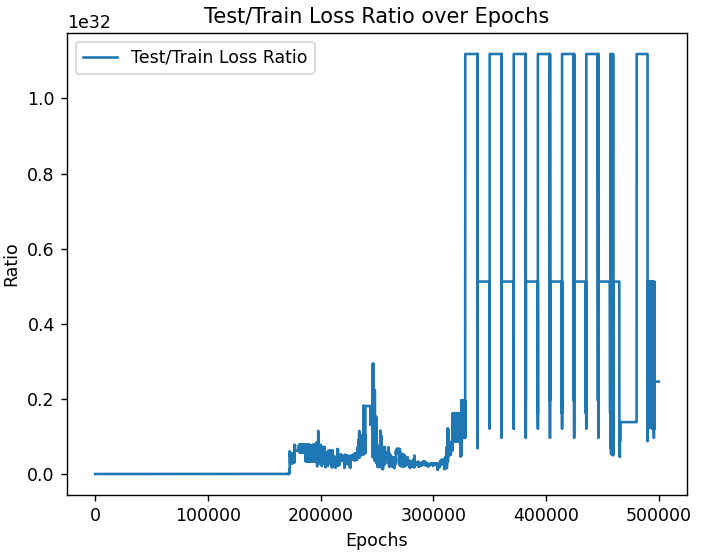 Test/Train Loss Ratio over Epochs
1e32
Test/Train Loss Ratio
1.0
0.8
0.6
0.4
0.2
0.0
Ratio
0 100000 200000 300000 400000 500000
Epochs